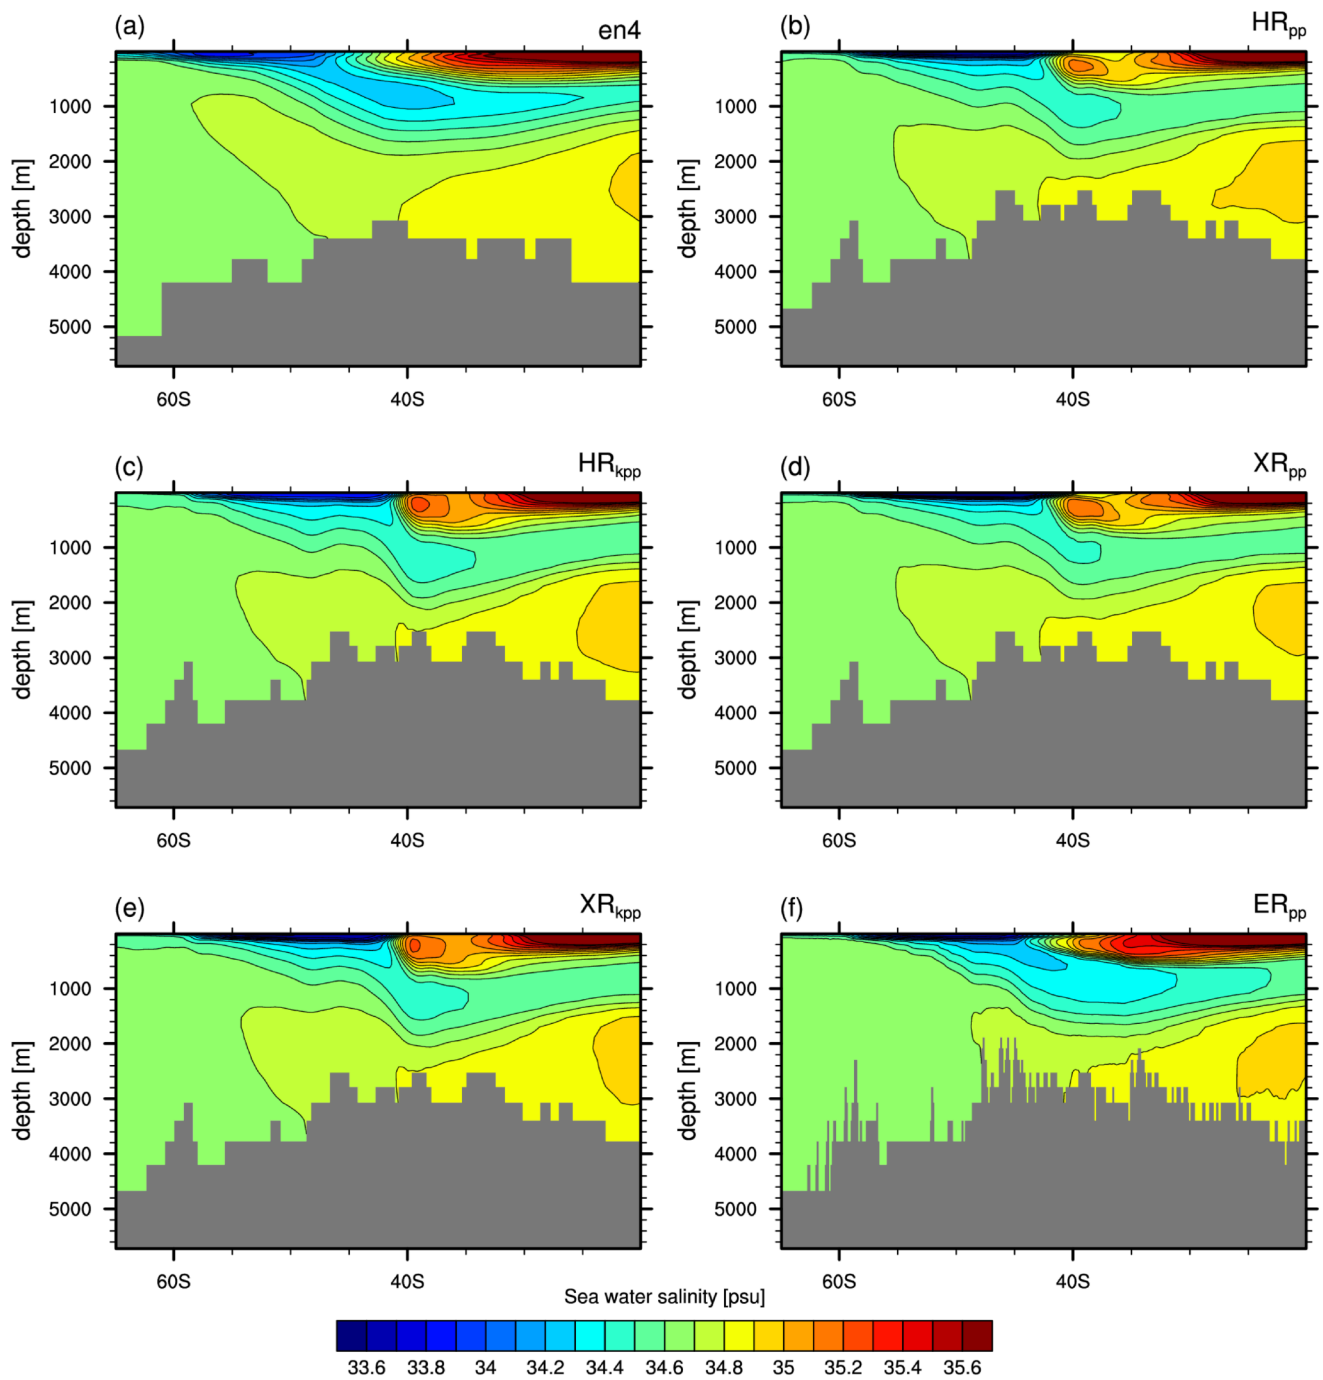 (a) en4
1000
2000
3000
4000
5000
depth [m]
60S 40S
(b) HRpp
1000
2000
3000
4000
5000
depth [m]
60S 40S
(c) HRkpp
1000
2000
3000
4000
5000
depth [m]
60S 40S
(d) XRpp
1000
2000
3000
4000
5000
depth [m]
60S 40S
(e) XRkpp
1000
2000
3000
4000
5000
depth [m]
60S 40S
(f) ERpp
1000
2000
3000
4000
5000
depth [m]
60S 40S
Sea water salinity [psu]
33.6 33.8 34 34.2 34.4 34.6 34.8 35 35.2 35.4 35.6